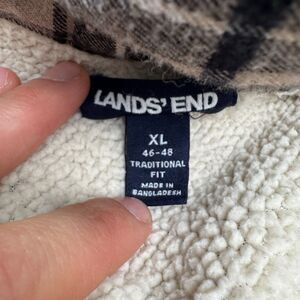 LANDS' END
XL
46-48
TRADITIONAL
FIT
MADE IN
BANGLADESH